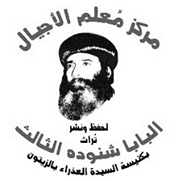 مركز مُعلم الأجيال
لحفظ ونشر
تراث
البابا شنوده الثالث
بكنيسة السيدة العذراء بالزيتون